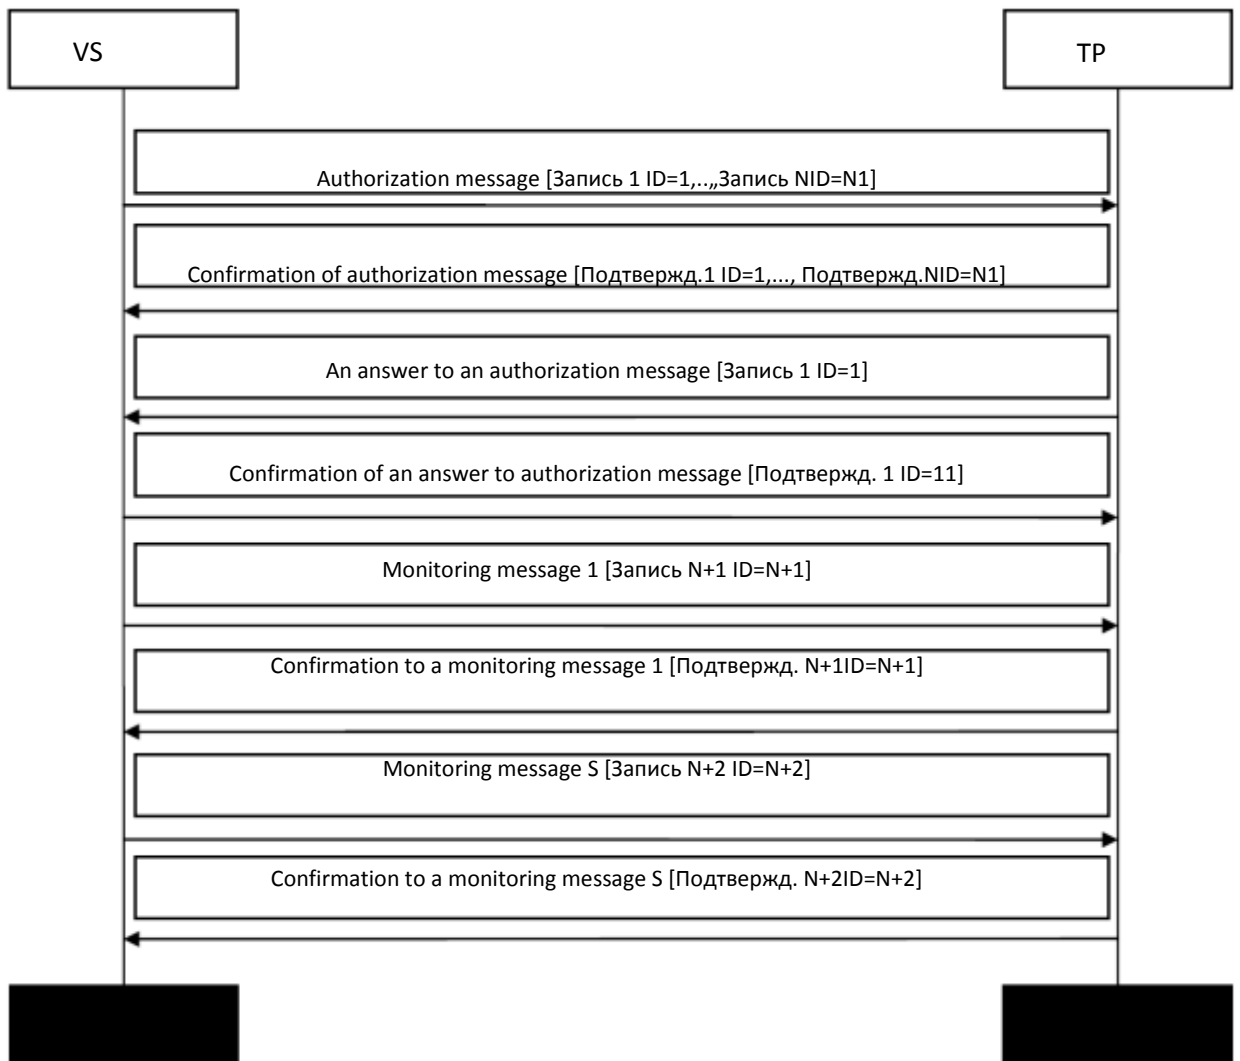 VS
TP
Authorization message [Запись 1 ID=1,..„Запись NID=N1]
Confirmation of authorization message [Подтвержд.1 ID=1,..., Подтвержд.NID=N1]
An answer to an authorization message [Запись 1 ID=1]
Confirmation of an answer to authorization message [Подтвержд. 1 ID=11]
Monitoring message 1 [Запись N+1 ID=N+1]
Confirmation to a monitoring message 1 [Подтвержд. N+1ID=N+1]
Monitoring message S [Запись N+2 ID=N+2]
Confirmation to a monitoring message S [Подтвержд. N+2ID=N+2]